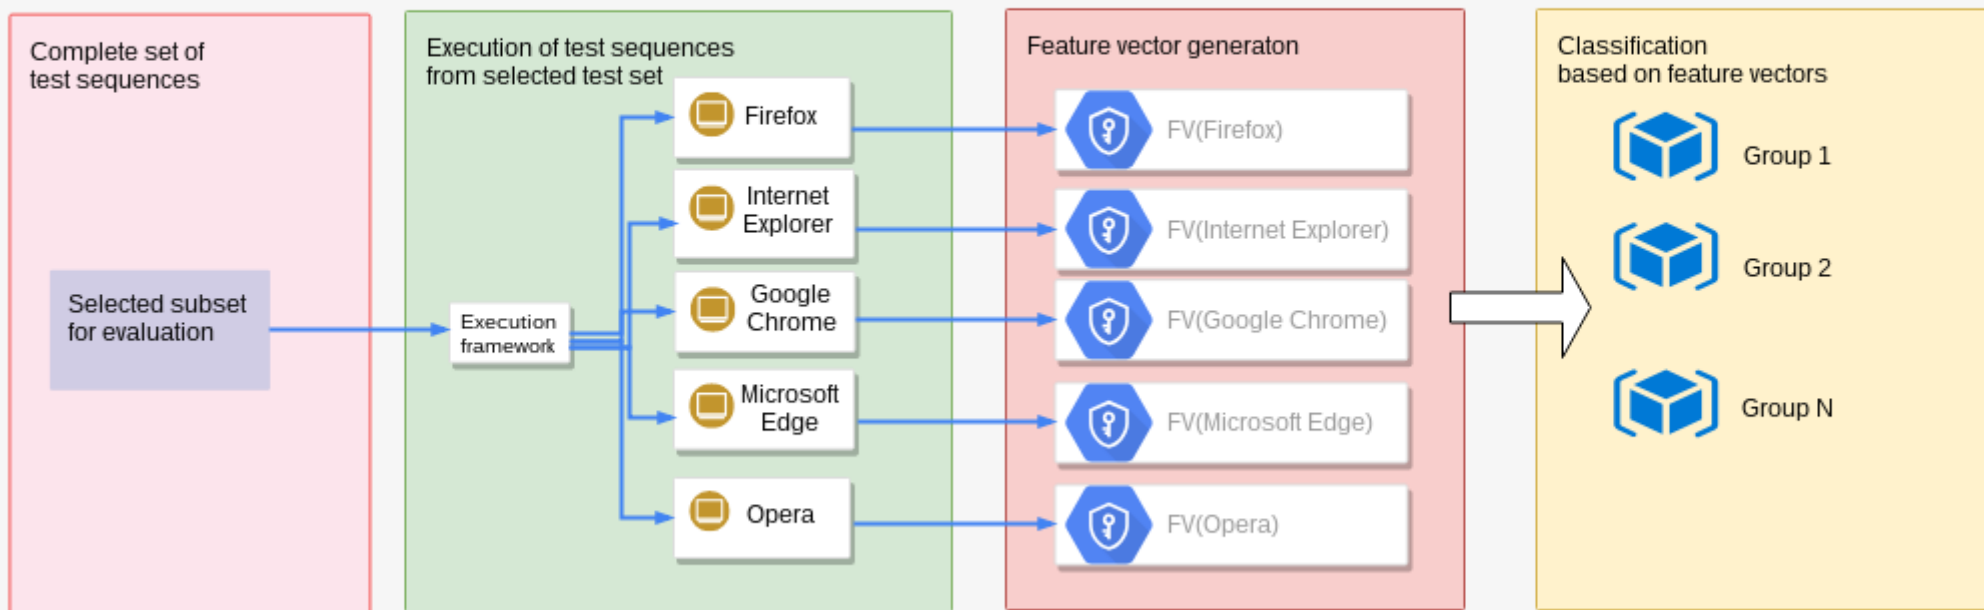 Complete set of
test sequences
Selected subset
for evaluation
Execution of test sequences
from selected test set
Execution
framework
Firefox
Internet
Explorer
Google
Chrome
Microsoft
Edge
Opera
Feature vector generaton
FV(Firefox)
FV(Internet Explorer)
FV(Google Chrome)
FV(Microsoft Edge)
FV(Opera)
Classification
based on feature vectors
Group 1
Group 2
Group N